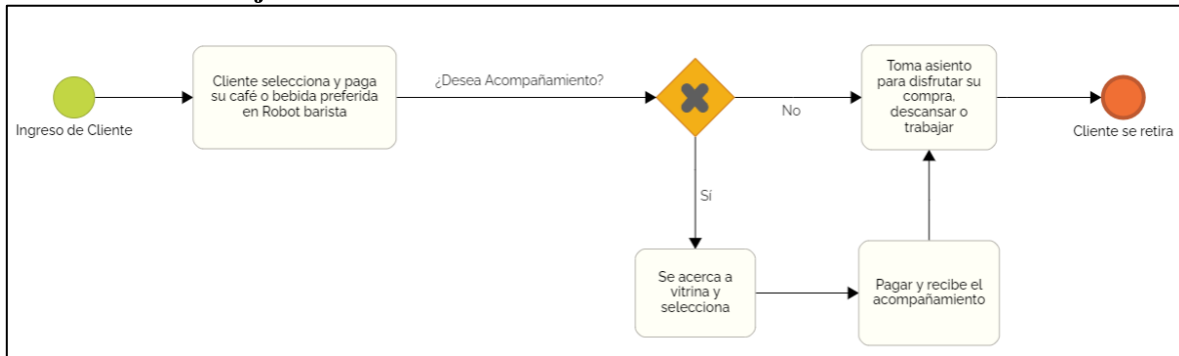 Ingreso de Cliente
Cliente selecciona y paga
su café o bebida preferida
en Robot barista
¿Desea Acompañamiento?
No
Sí
Se acerca a
vitrina y
selecciona
Pagar y recibe el
acompañamiento
Toma asiento
para disfrutar su
compra,
descansar o
trabajar
Cliente se retira